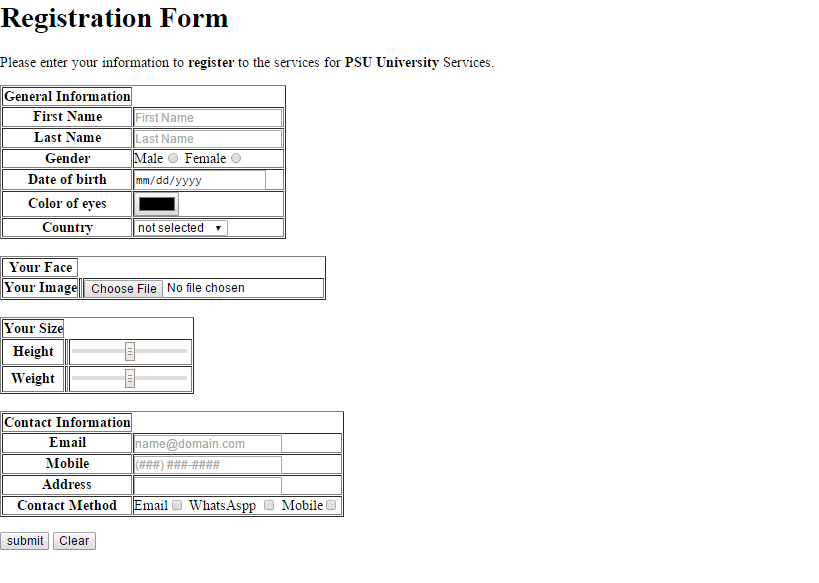 Registration Form
Please enter your information to register to the services for PSU University Services.
General Information
First Name First Name
Last Name Last Name
Gender Male Female
Date of birth mm/dd/yyyy
Color of eyes
Country not selected
Your Face
Your Image Choose File No file chosen
Your Size
Height
Weight
Contact Information
Email name@domain.com
Mobile (###) ###-####
Address
Contact Method Email WhatsAspp Mobile
submit Clear